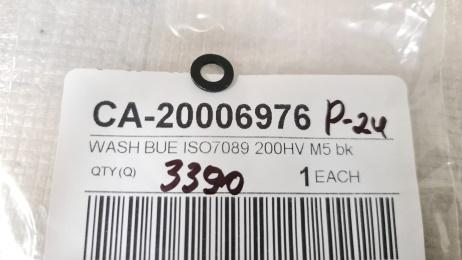 CA-20006976 P-24
WASH BUE ISO7089 200HV M5 bk
QTY(Q) 3390 1 EACH